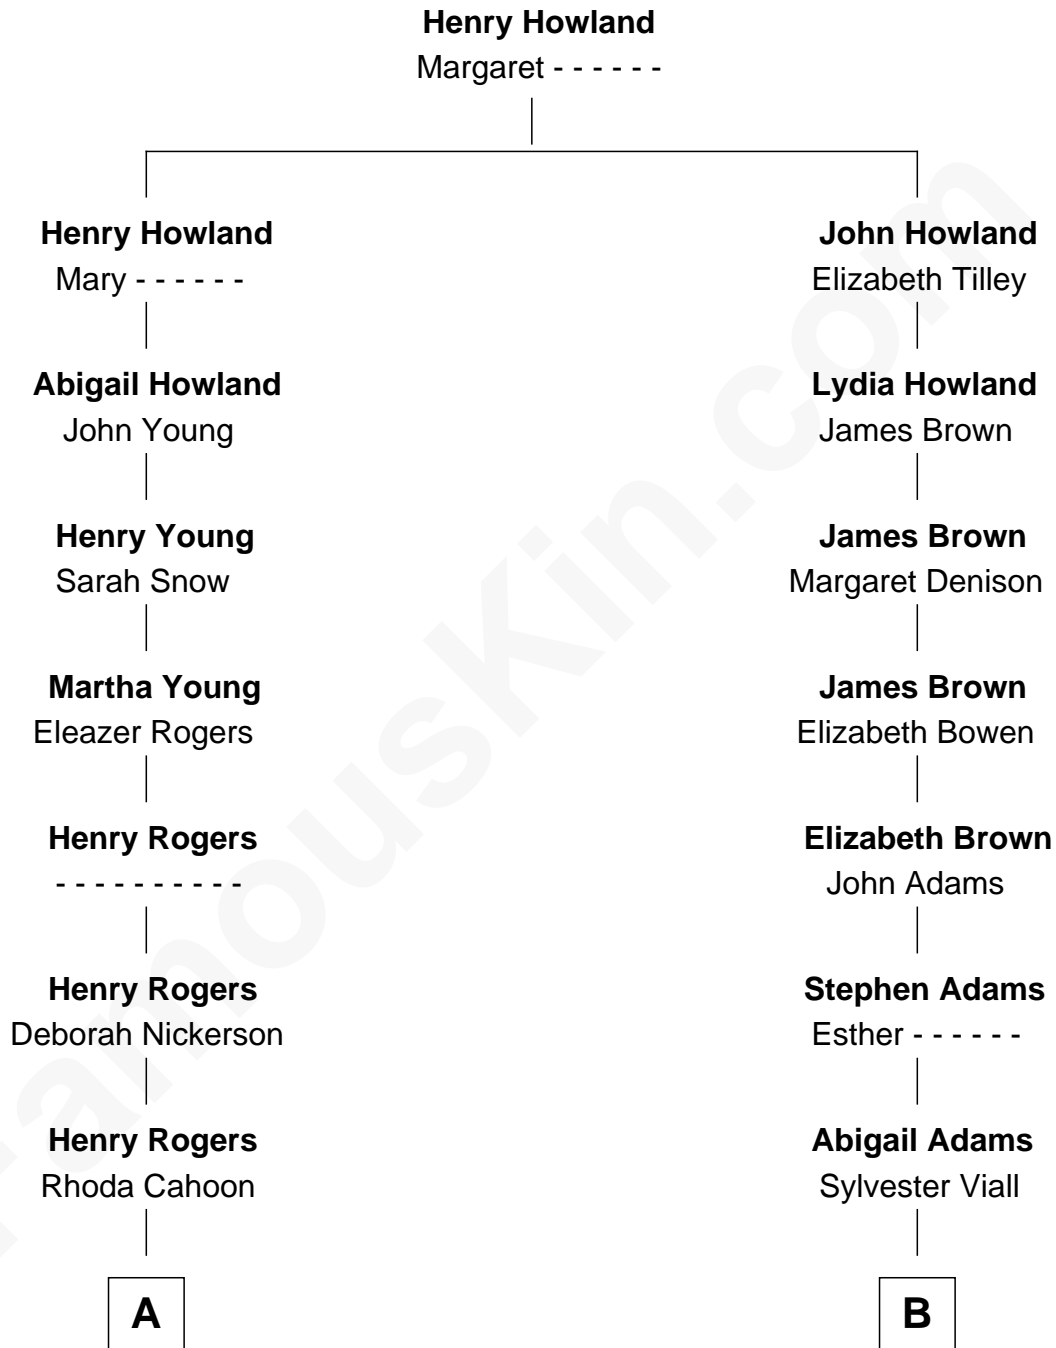 Henry Howland
Margaret - - - - - -
Henry Howland
Mary - - - - - -
Abigail Howland
John Young
Henry Young
Sarah Snow
Martha Young
Eleazer Rogers
Henry Rogers
- - - - - - - - - -
Henry Rogers
Deborah Nickerson
Henry Rogers
Rhoda Cahoon
A
John Howland
Elizabeth Tilley
Lydia Howland
James Brown
James Brown
Margaret Denison
James Brown
Elizabeth Bowen
Elizabeth Brown
John Adams
Stephen Adams
Esther - - - - - -
Abigail Adams
Sylvester Viall
B
FamousKin.com